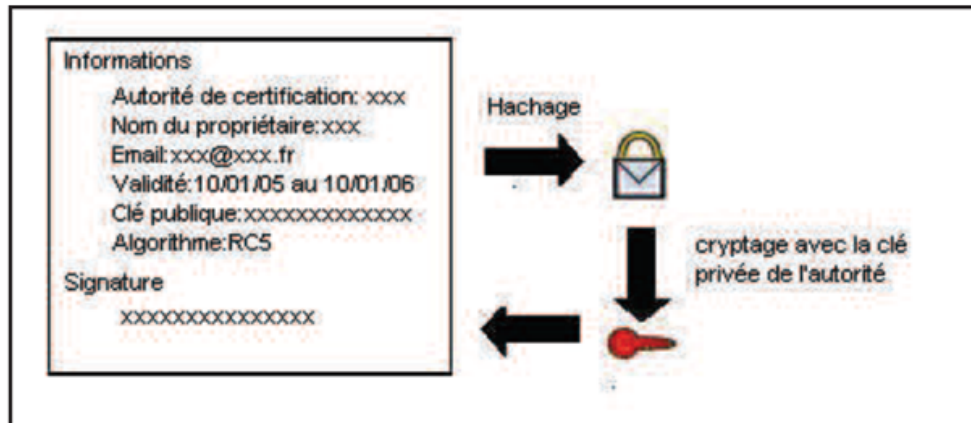 Informations
Autorité de certification: xxx
Nom du propriétaire:xxx
Email:xxx@xxx.fr
Validité:10/01/05 au 10/01/06
Clé publique:xxxxxxxxxxxxx
Algorithme:RC5
Signature
xxxxxxxxxxxxxxx
Hachage
cryptage avec la clé
privée de l'autorité